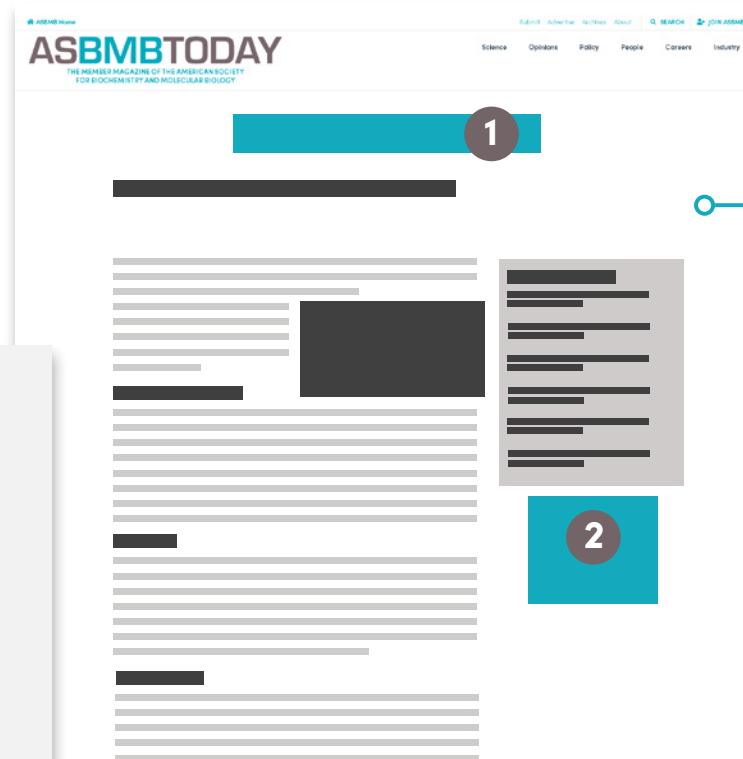 ASBMB Home
Submit Advertise Archives About SEARCH JOIN ASBMB
ASBMBTODAY
THE MEMBER MAGAZINE OF THE AMERICAN SOCIETY
FOR BIOCHEMISTRY AND MOLECULAR BIOLOGY
Science Opinions Policy People Careers Industry
1
2